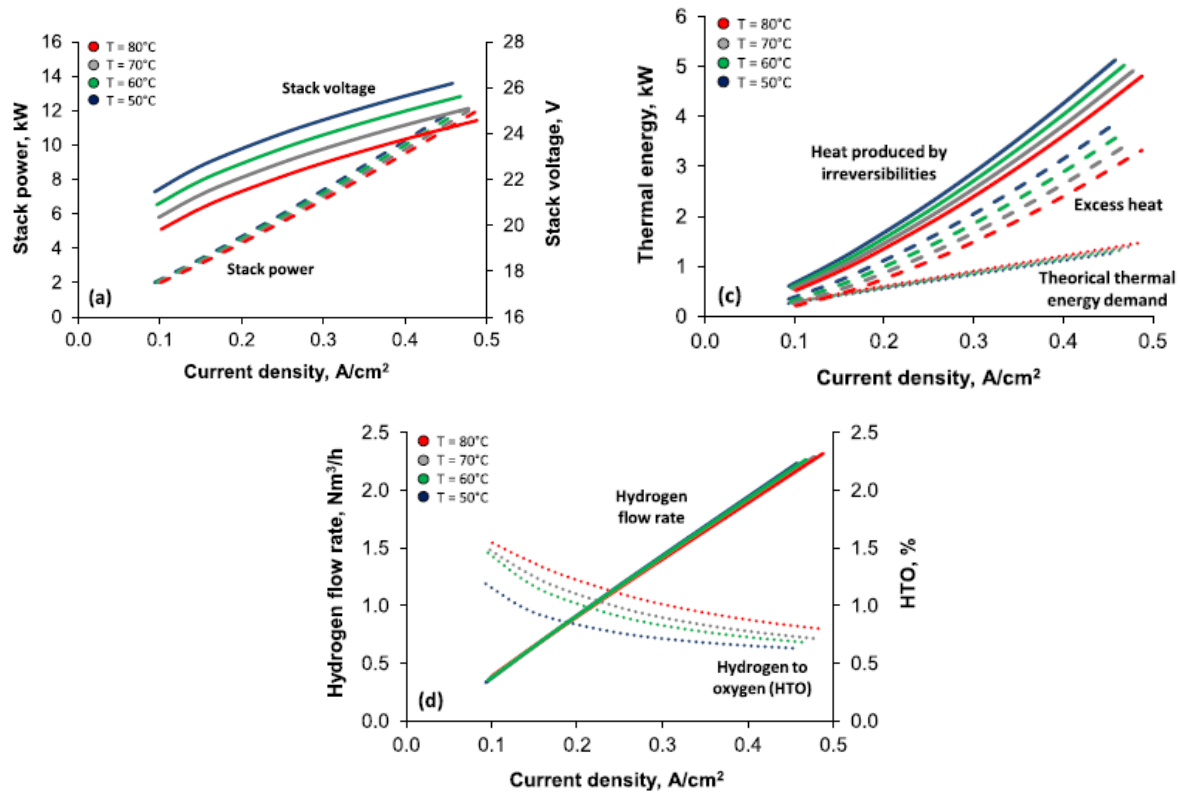 T = 80°C
T = 70°C
T = 60°C
T = 50°C
Stack voltage
Stack power
(a)
Stack power, kW
16
14
12
10
8
6
4
2
0
28
26
24
22
20
18
16
Stack voltage, V
0.0 0.1 0.2 0.3 0.4 0.5
Current density, A/cm²
T = 80°C
T = 70°C
T = 60°C
T = 50°C
Heat produced by
irreversibilities
Excess heat
Theorical thermal
energy demand
(c)
Thermal energy, kW
6
5
4
3
2
1
0
0.0 0.1 0.2 0.3 0.4 0.5
Current density, A/cm²
T = 80°C
T = 70°C
T = 60°C
T = 50°C
Hydrogen
flow rate
Hydrogen to
oxygen (HTO)
(d)
Hydrogen flow rate, Nm³/h
2.5
2.0
1.5
1.0
0.5
0.0
2.5
2.0
1.5
1.0
0.5
0.0
HTO, %
0.0 0.1 0.2 0.3 0.4 0.5
Current density, A/cm²